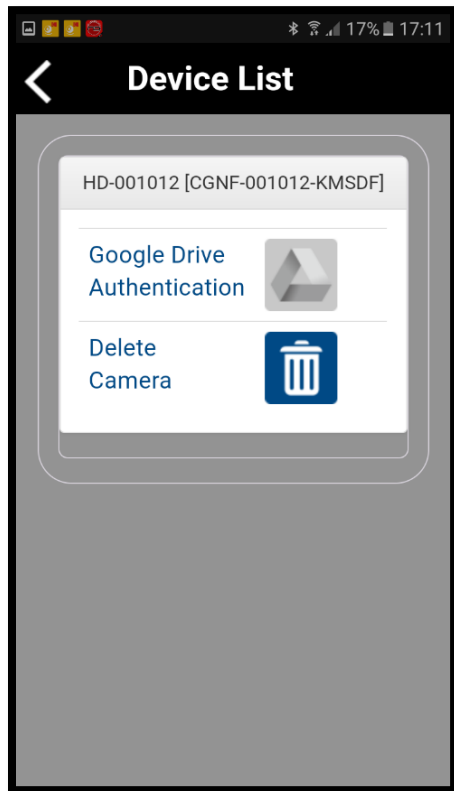 17% 17:11
Device List
HD-001012 [CGNF-001012-KMSDF]
Google Drive
Authentication
Delete
Camera